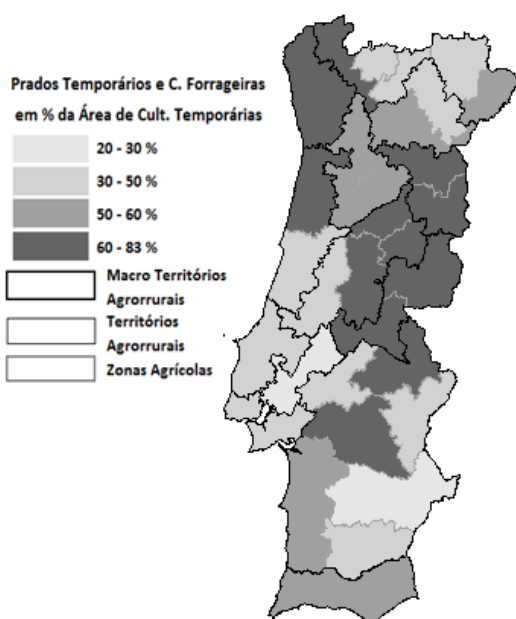 Prados Temporários e C. Forrageiras
em % da Área de Cult. Temporárias
20 - 30 %
30 - 50 %
50 - 60 %
60 - 83 %
Macro Territórios
Agrorrurais
Territórios
Agrorrurais
Zonas Agrícolas